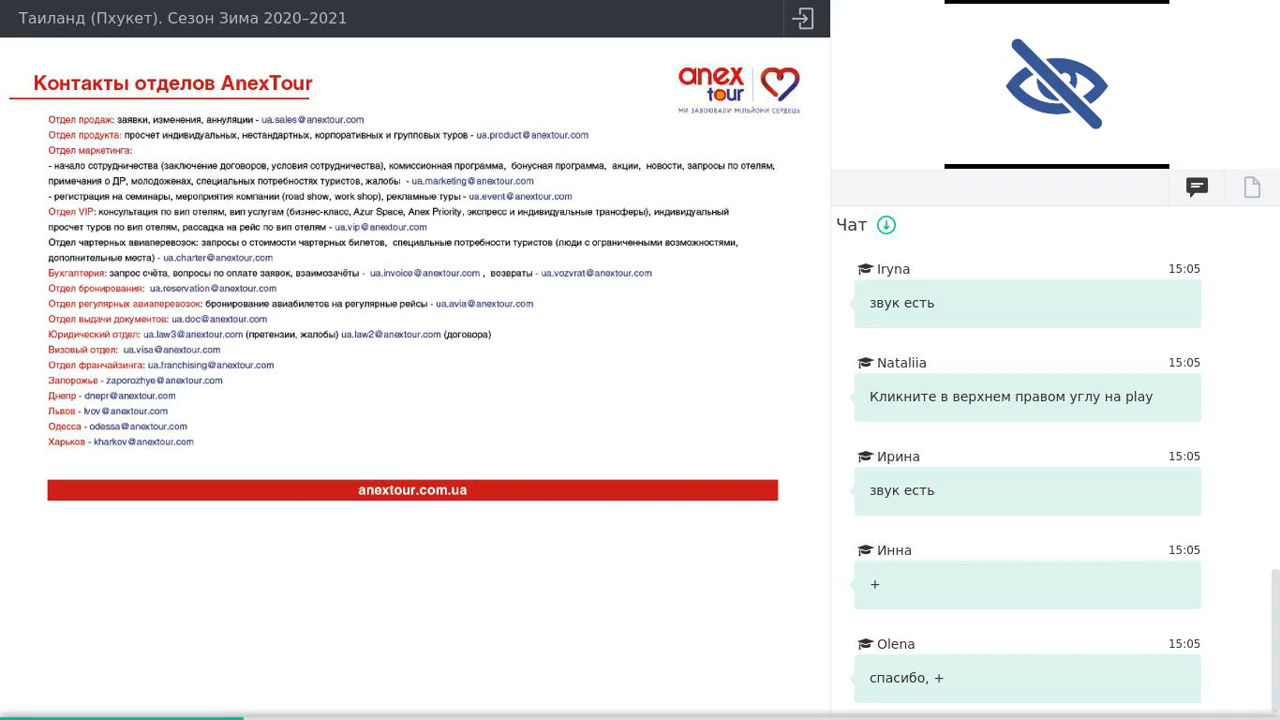 Таиланд (Пхукет). Сезон Зима 2020–2021
Контакты отделов AnexTour
anex
tour
МИ ЗАВОЮВАЛИ МІЛЬЙОНИ СЕРДЕЦЬ
Отдел продаж: заявки, изменения, аннуляции - ua.sales@anextour.com
Отдел продукта: просчет индивидуальных, нестандартных, корпоративных и групповых туров - ua.product@anextour.com
Отдел маркетинга:
- начало сотрудничества (заключение договоров, условия сотрудничества), комиссионная программа, бонусная программа, акции, новости, запросы по отелям,
примечания о ДР, молодоженах, специальных потребностях туристов, жалобы - ua.marketing@anextour.com
- регистрация на семинары, мероприятия компании (road show, work shop), рекламные туры - ua.event@anextour.com
Отдел VIP: консультация по вип отелям, вип услугам (бизнес-класс, Azur Space, Anex Priority, экспресс и индивидуальные трансферы), индивидуальный
просчет туров по вип отелям, рассадка на рейс по вип отелям - ua.vip@anextour.com
Отдел чартерных авиаперевозок: запросы о стоимости чартерных билетов, специальные потребности туристов (люди с ограниченными возможностями,
дополнительные места) - ua.charter@anextour.com
Бухгалтерия: запрос счёта, вопросы по оплате заявок, взаимозачёты - ua.invoice@anextour.com , возвраты - ua.vozvrat@anextour.com
Отдел бронирования: ua.reservation@anextour.com
Отдел регулярных авиаперевозок: бронирование авиабилетов на регулярные рейсы - ua.avia@anextour.com
Отдел выдачи документов: ua.doc@anextour.com
Юридический отдел: ua.law3@anextour.com (претензии, жалобы) ua.law2@anextour.com (договора)
Визовый отдел: ua.visa@anextour.com
Отдел франчайзинга: ua.franchising@anextour.com
Запорожье - zaporozhye@anextour.com
Днепр - dnepr@anextour.com
Львов - lvov@anextour.com
Одесса - odessa@anextour.com
Харьков - kharkov@anextour.com
anextour.com.ua
Чат
Iryna 15:05
звук есть
Nataliia 15:05
Кликните в верхнем правом углу на play
Ирина 15:05
звук есть
Инна 15:05
+
Olena 15:05
спасибо, +